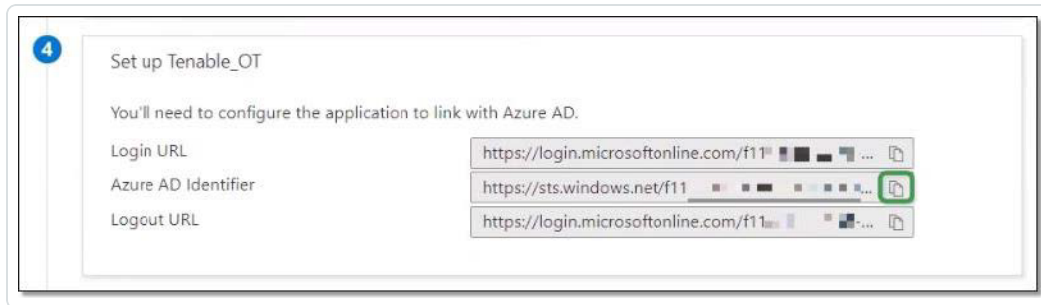 4
Set up Tenable_OT
You'll need to configure the application to link with Azure AD.
Login URL https://login.microsoftonline.com/f11 ...
Azure AD Identifier https://sts.windows.net/f11 ...
Logout URL https://login.microsoftonline.com/f11 -...